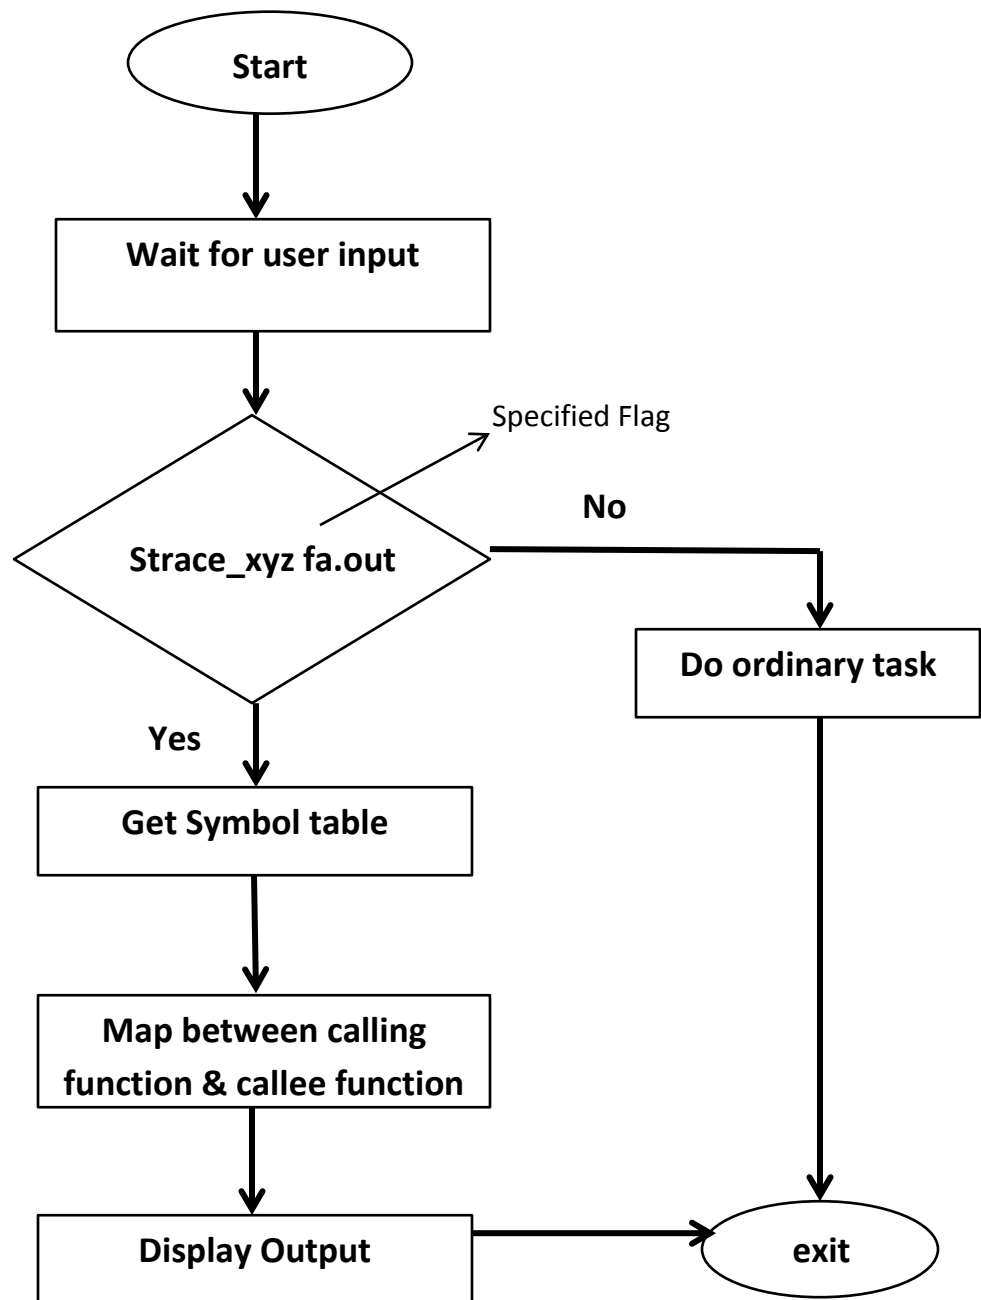 Start
Wait for user input
Specified Flag
No
Strace_xyz fa.out
Do ordinary task
Yes
Get Symbol table
Map between calling
function & callee function
Display Output
exit